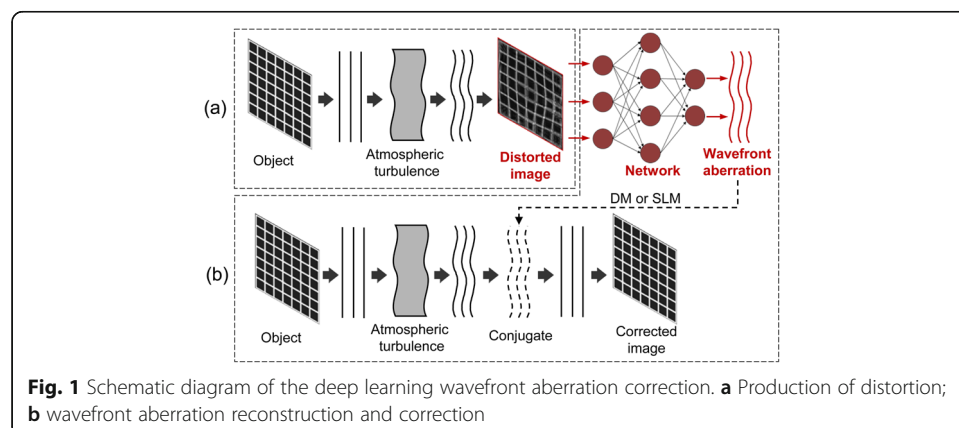 (a)
Object
Atmospheric
turbulence
Distorted
image
Network
Wavefront
aberration
DM or SLM
(b)
Object
Atmospheric
turbulence
Conjugate
Corrected
image
Fig. 1 Schematic diagram of the deep learning wavefront aberration correction. a Production of distortion;
b wavefront aberration reconstruction and correction